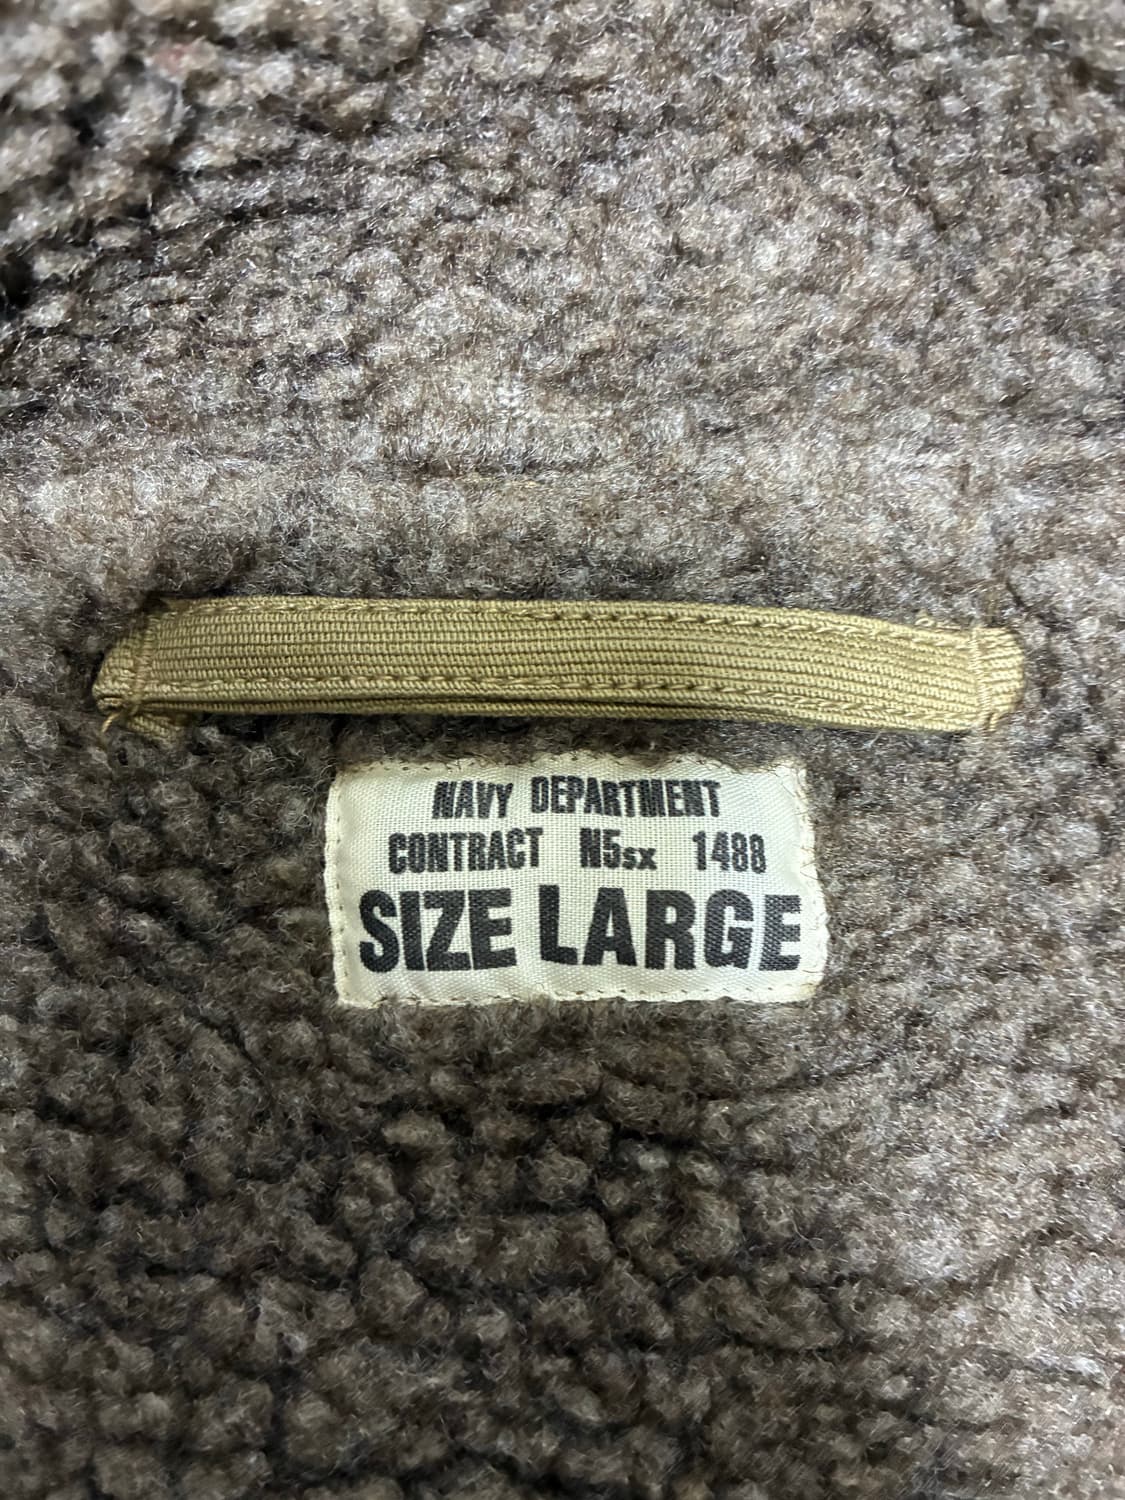 NAVY DEPARTMENT
CONTRACT N5sx 1488
SIZE LARGE